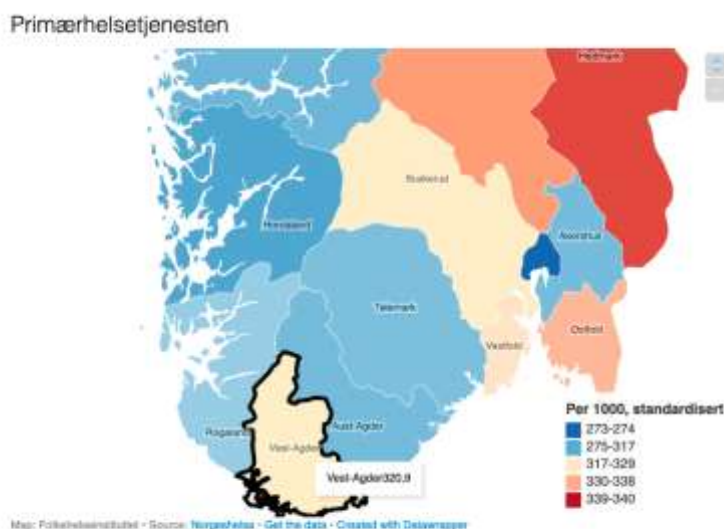 Primærhelsetjenesten
Hedmark
Buskerud
Hordaland
Akershus
Telemark
Østfold
Vestfold
Per 1000, standardisert
273-274
Rogaland
Aust-Agder
275-317
Vest-Agder
317-329
Vest-Agder320,9
330-338
339-340
Map: Folkehelseinstituttet · Source: Norgeshelsa · Get the data · Created with Datawrapper